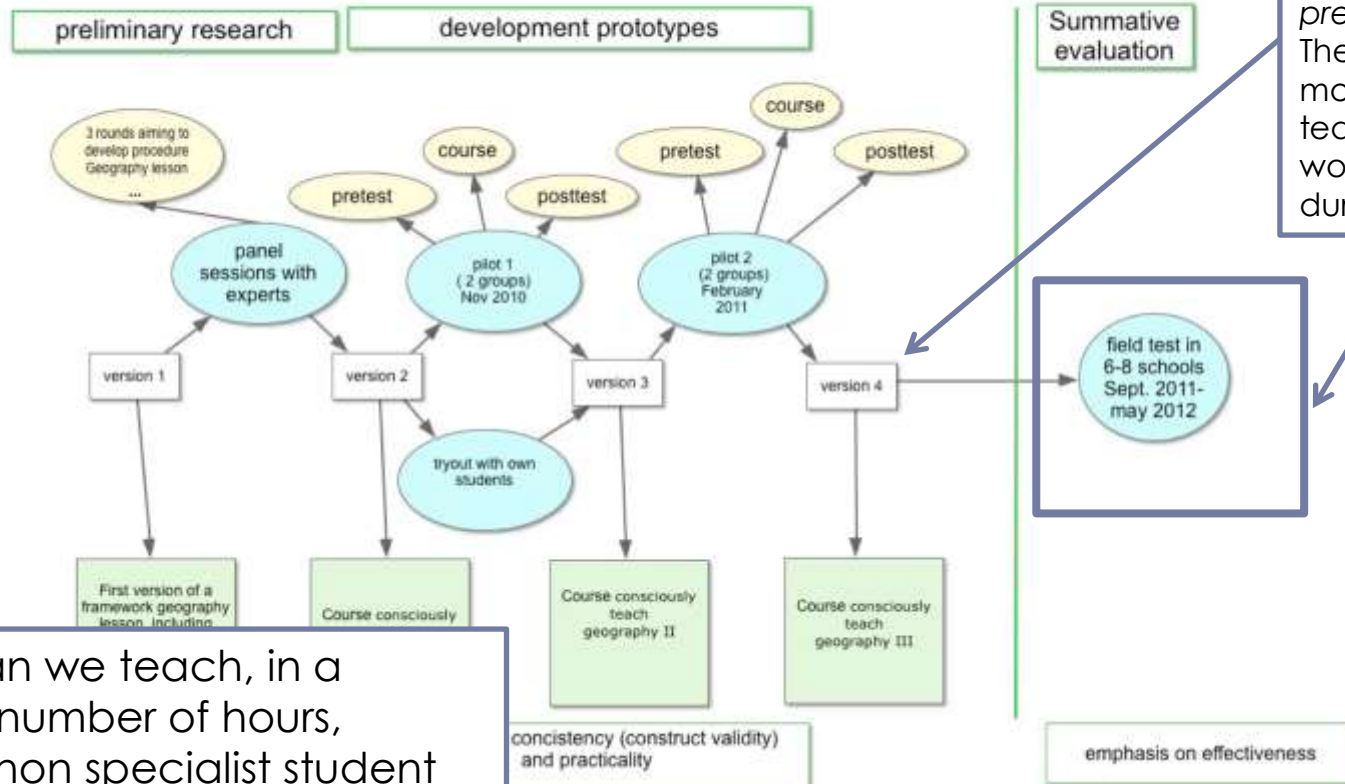 preliminary research
development prototypes
Summative
evaluation
pre
The
mo
tea
wo
du
3 rounds aiming to
develop procedure
Geography lesson
...
pretest
course
posttest
pretest
course
posttest
panel
sessions with
experts
pilot 1
( 2 groups)
Nov 2010
pilot 2
(2 groups)
February
2011
version 1
version 2
version 3
version 4
field test in
6-8 schools
Sept. 2011-
may 2012
tryout with own
students
First version of a
framework geography
lesson, including
Course consciously
Course consciously
teach
geography II
Course consciously
teach
geography III
an we teach, in a
number of hours,
non specialist student
concistency (construct validity)
and practicality
emphasis on effectiveness